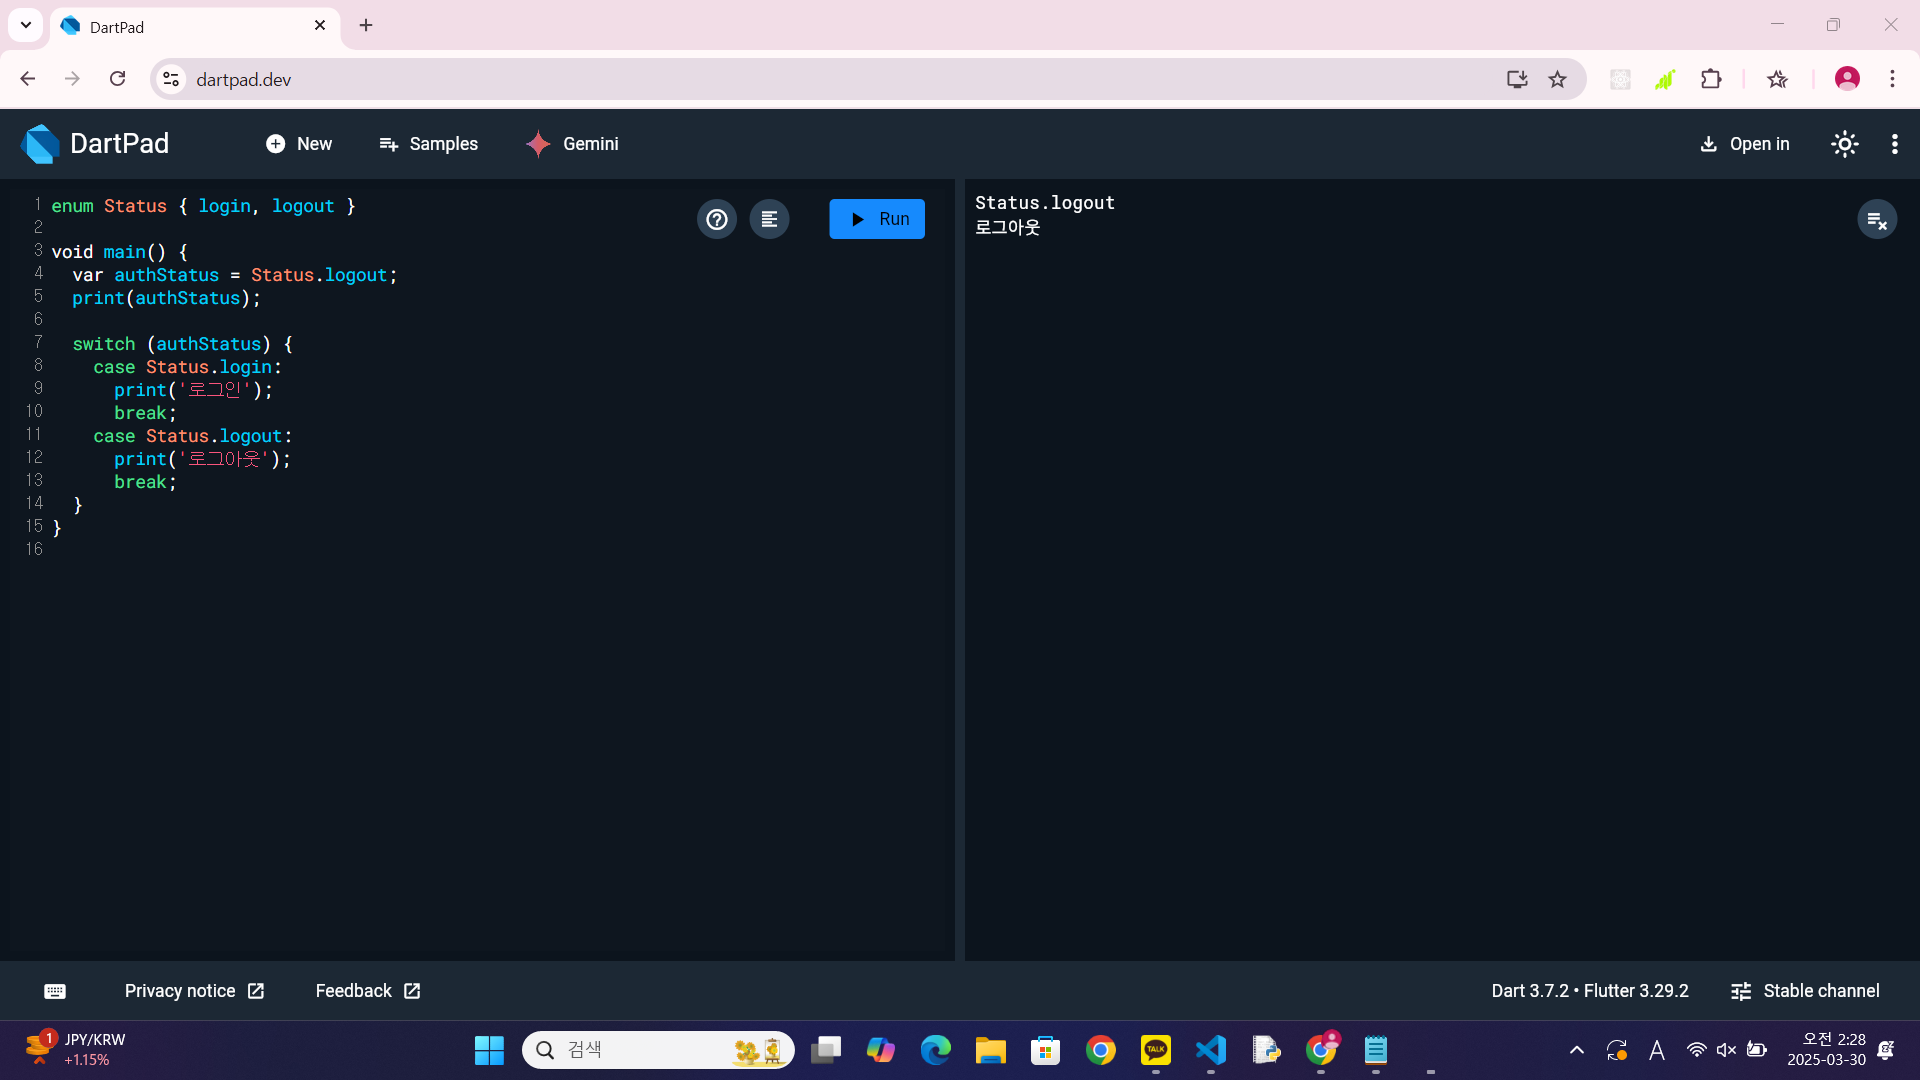 DartPad
dartpad.dev
DartPad
New
Samples
Gemini
Open in
1 enum Status { login, logout }
2
3 void main() {
4   var authStatus = Status.logout;
5   print(authStatus);
6
7   switch (authStatus) {
8     case Status.login:
9       print('로그인');
10       break;
11     case Status.logout:
12       print('로그아웃');
13       break;
14   }
15 }
16
Run
Status.logout
로그아웃
Privacy notice
Feedback
Dart 3.7.2 • Flutter 3.29.2
Stable channel
1
JPY/KRW
+1.15%
검색
TALK
A
오전 2:28
2025-03-30